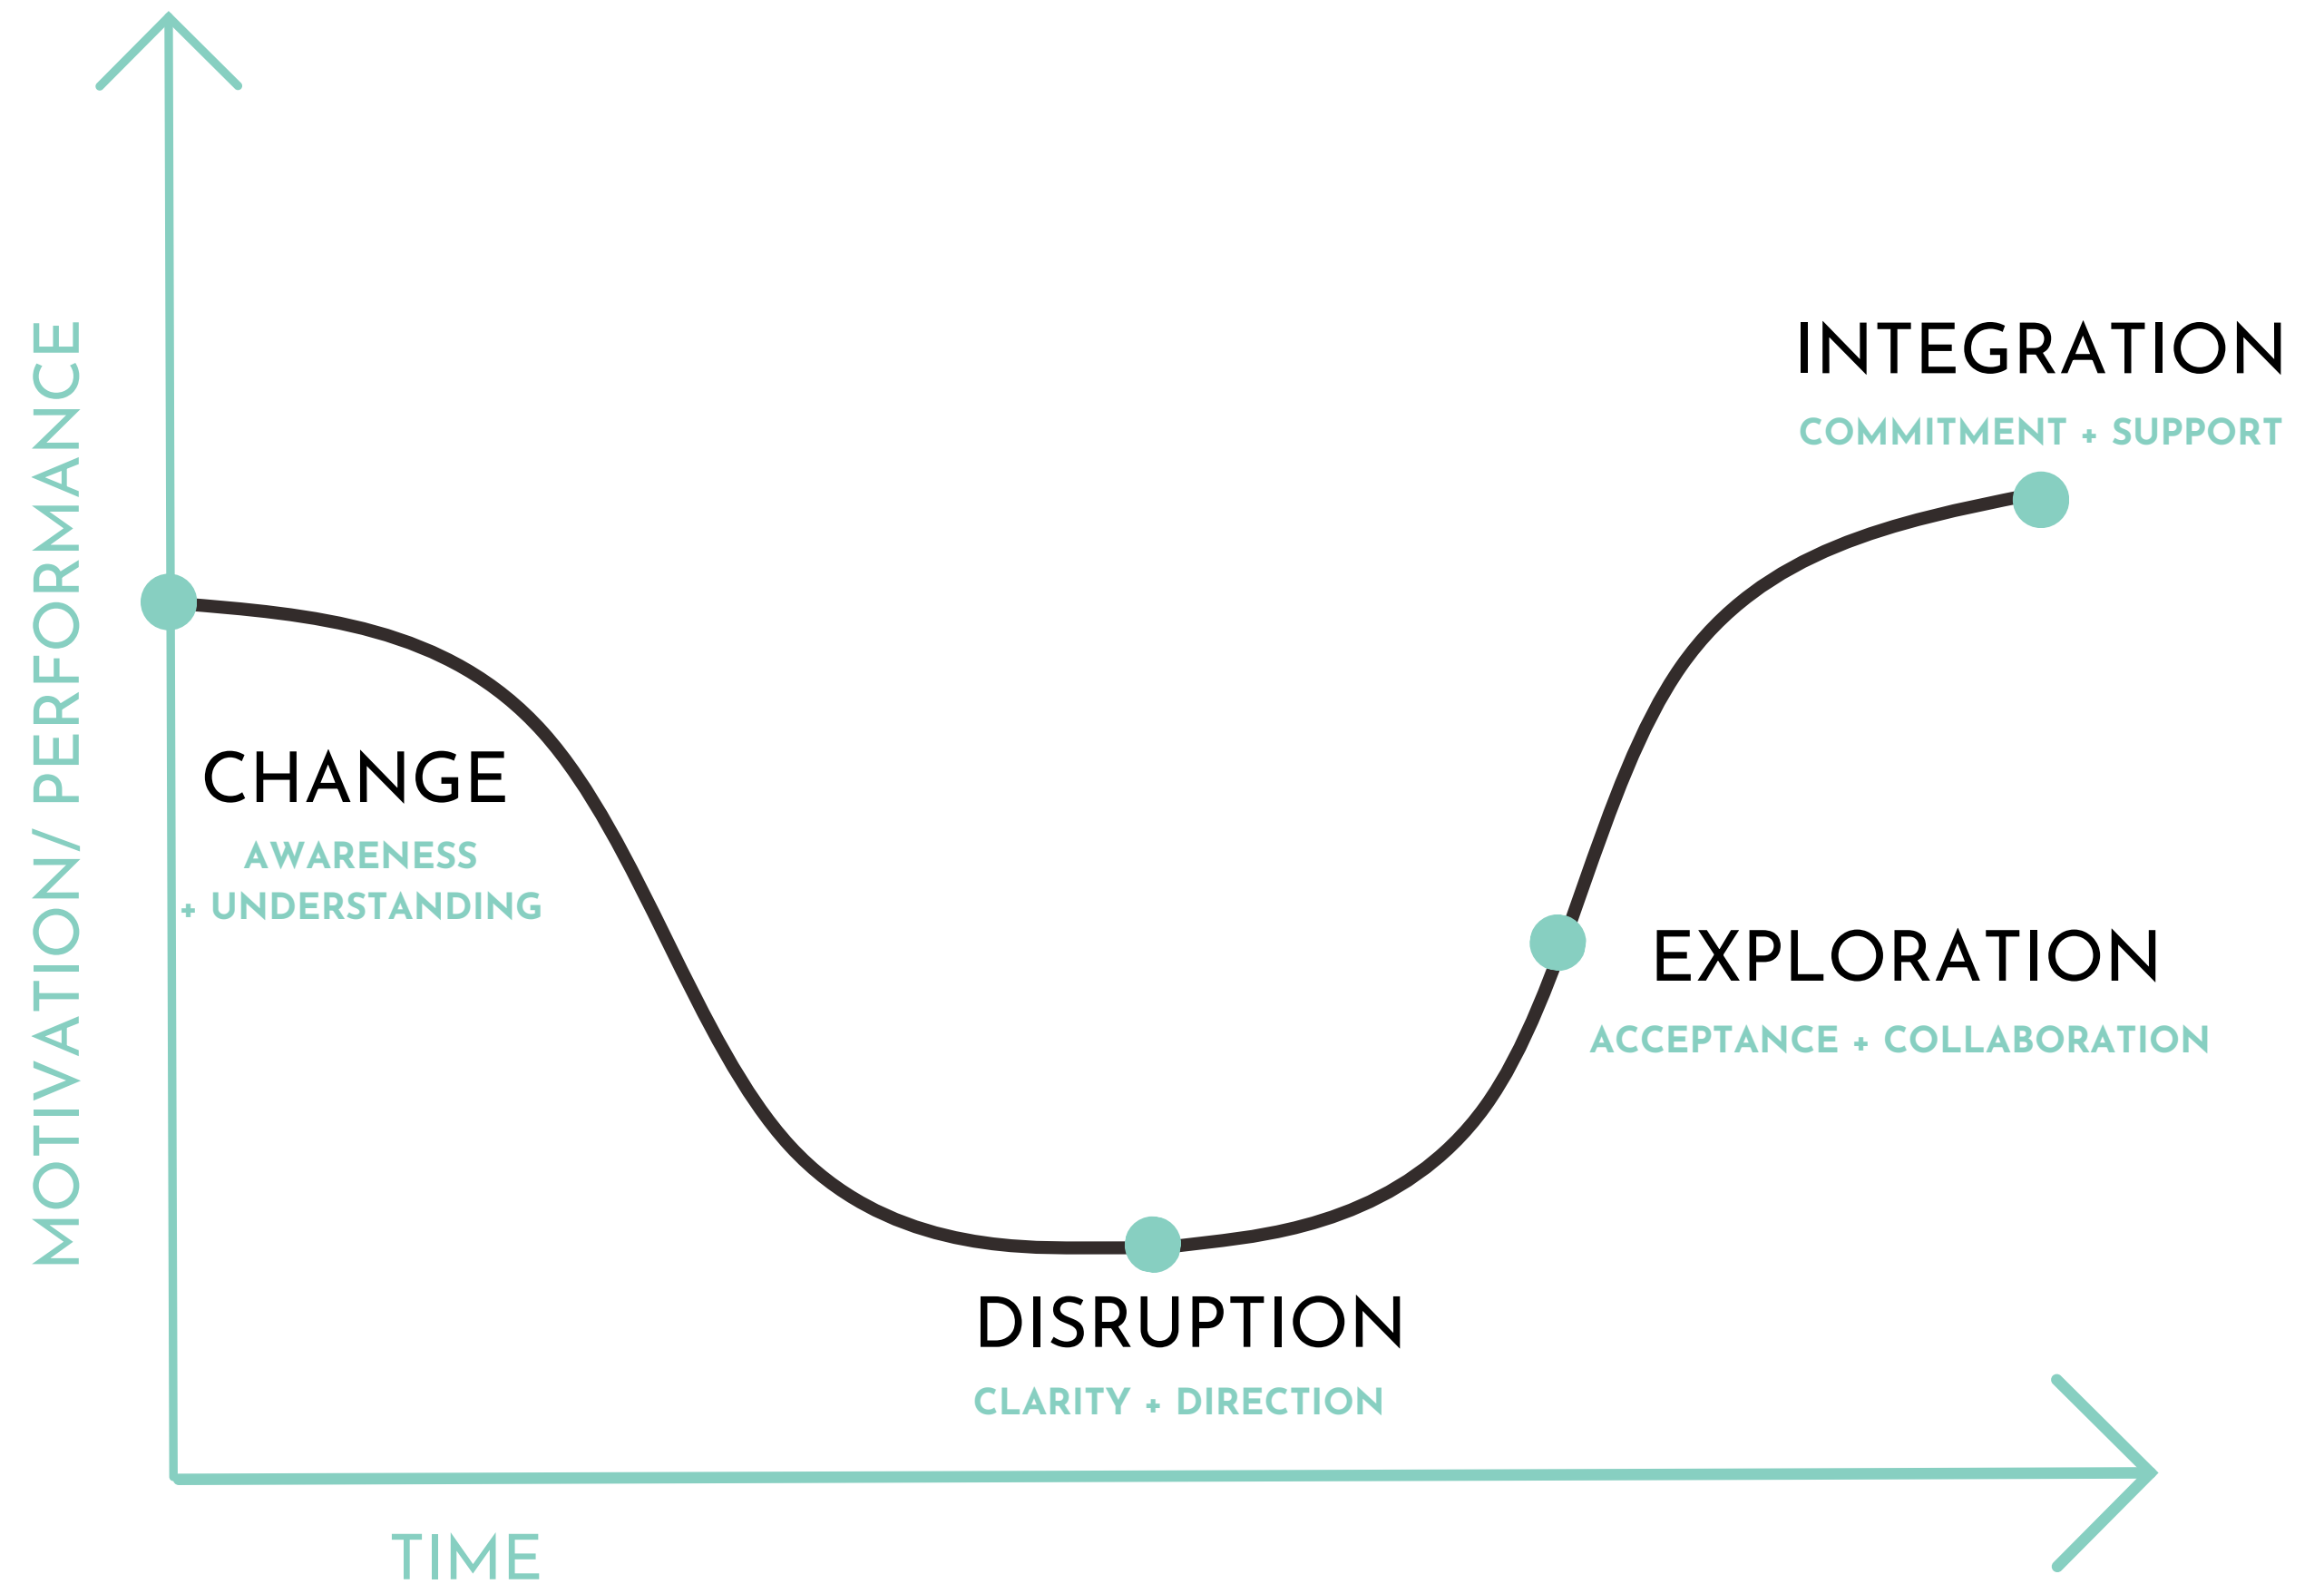 MOTIVATION/ PERFORMANCE
INTEGRATION
COMMITMENT + SUPPORT
CHANGE
AWARENESS
+ UNDERSTANDING
EXPLORATION
ACCEPTANCE + COLLABORATION
DISRUPTION
CLARITY + DIRECTION
TIME